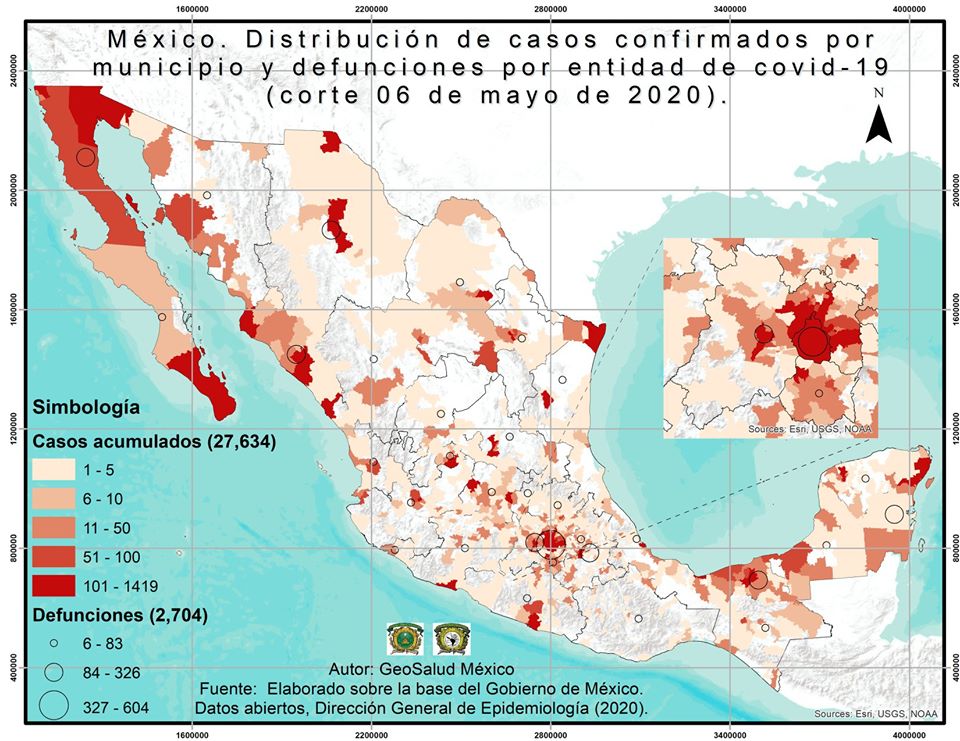 1600000 2200000 2800000 3400000 4000000
México. Distribución de casos confirmados por
municipio y defunciones por entidad de covid-19
(corte 06 de mayo de 2020).
N
2400000 2400000
2000000 2000000
1600000 1600000
1200000 1200000
800000 800000
400000 400000
Sources: Esri, USGS, NOAA
Simbología
Casos acumulados (27,634)
1 - 5
6 - 10
11 - 50
51 - 100
101 - 1419
Defunciones (2,704)
6 - 83
84 - 326
327 - 604
Autor: GeoSalud México
Fuente: Elaborado sobre la base del Gobierno de México.
Datos abiertos, Dirección General de Epidemiología (2020).
Sources: Esri, USGS, NOAA
1600000 2200000 2800000 3400000 4000000